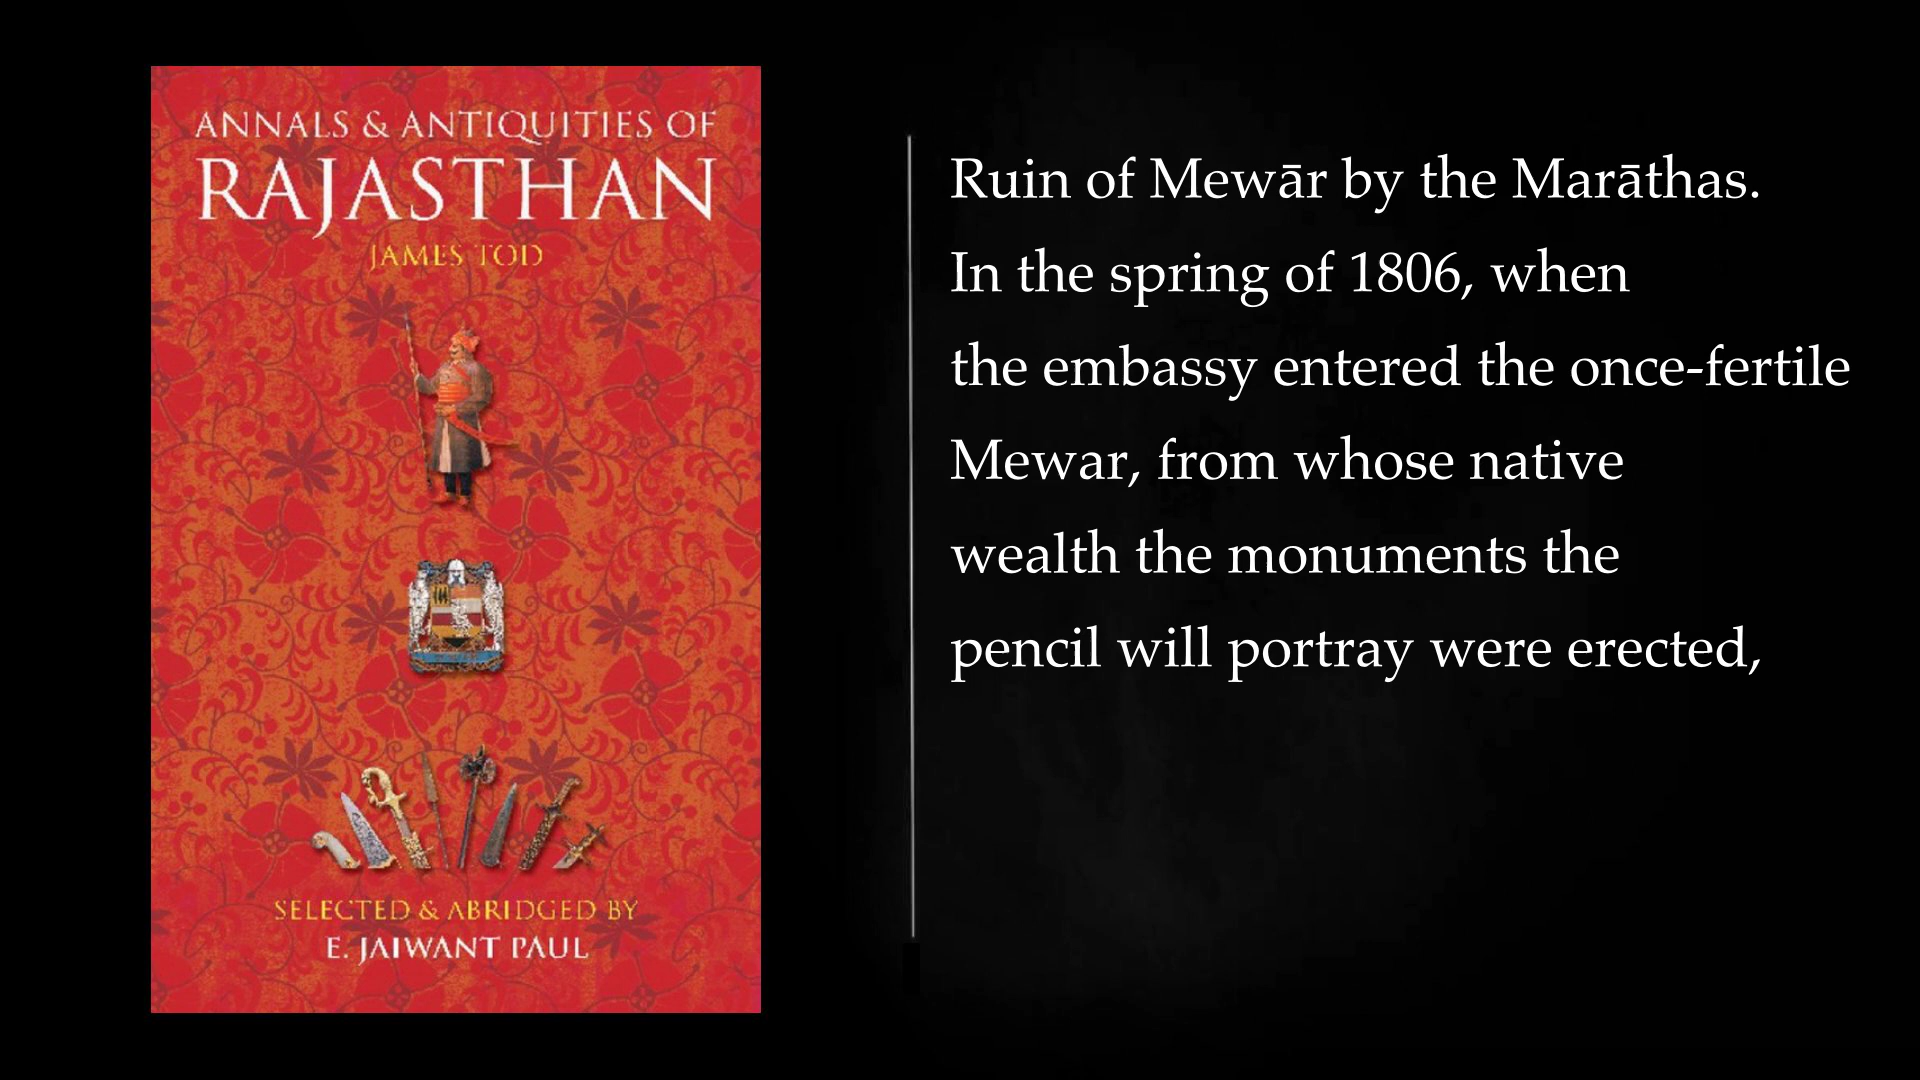 ANNALS & ANTIQUITIES OF
RAJASTHAN
JAMES TOD
SELECTED & ABRIDGED BY
E. JAIWANT PAUL
Ruin of Mewār by the Marāthas.
In the spring of 1806, when
the embassy entered the once-fertile
Mewar, from whose native
wealth the monuments the
pencil will portray were erected,